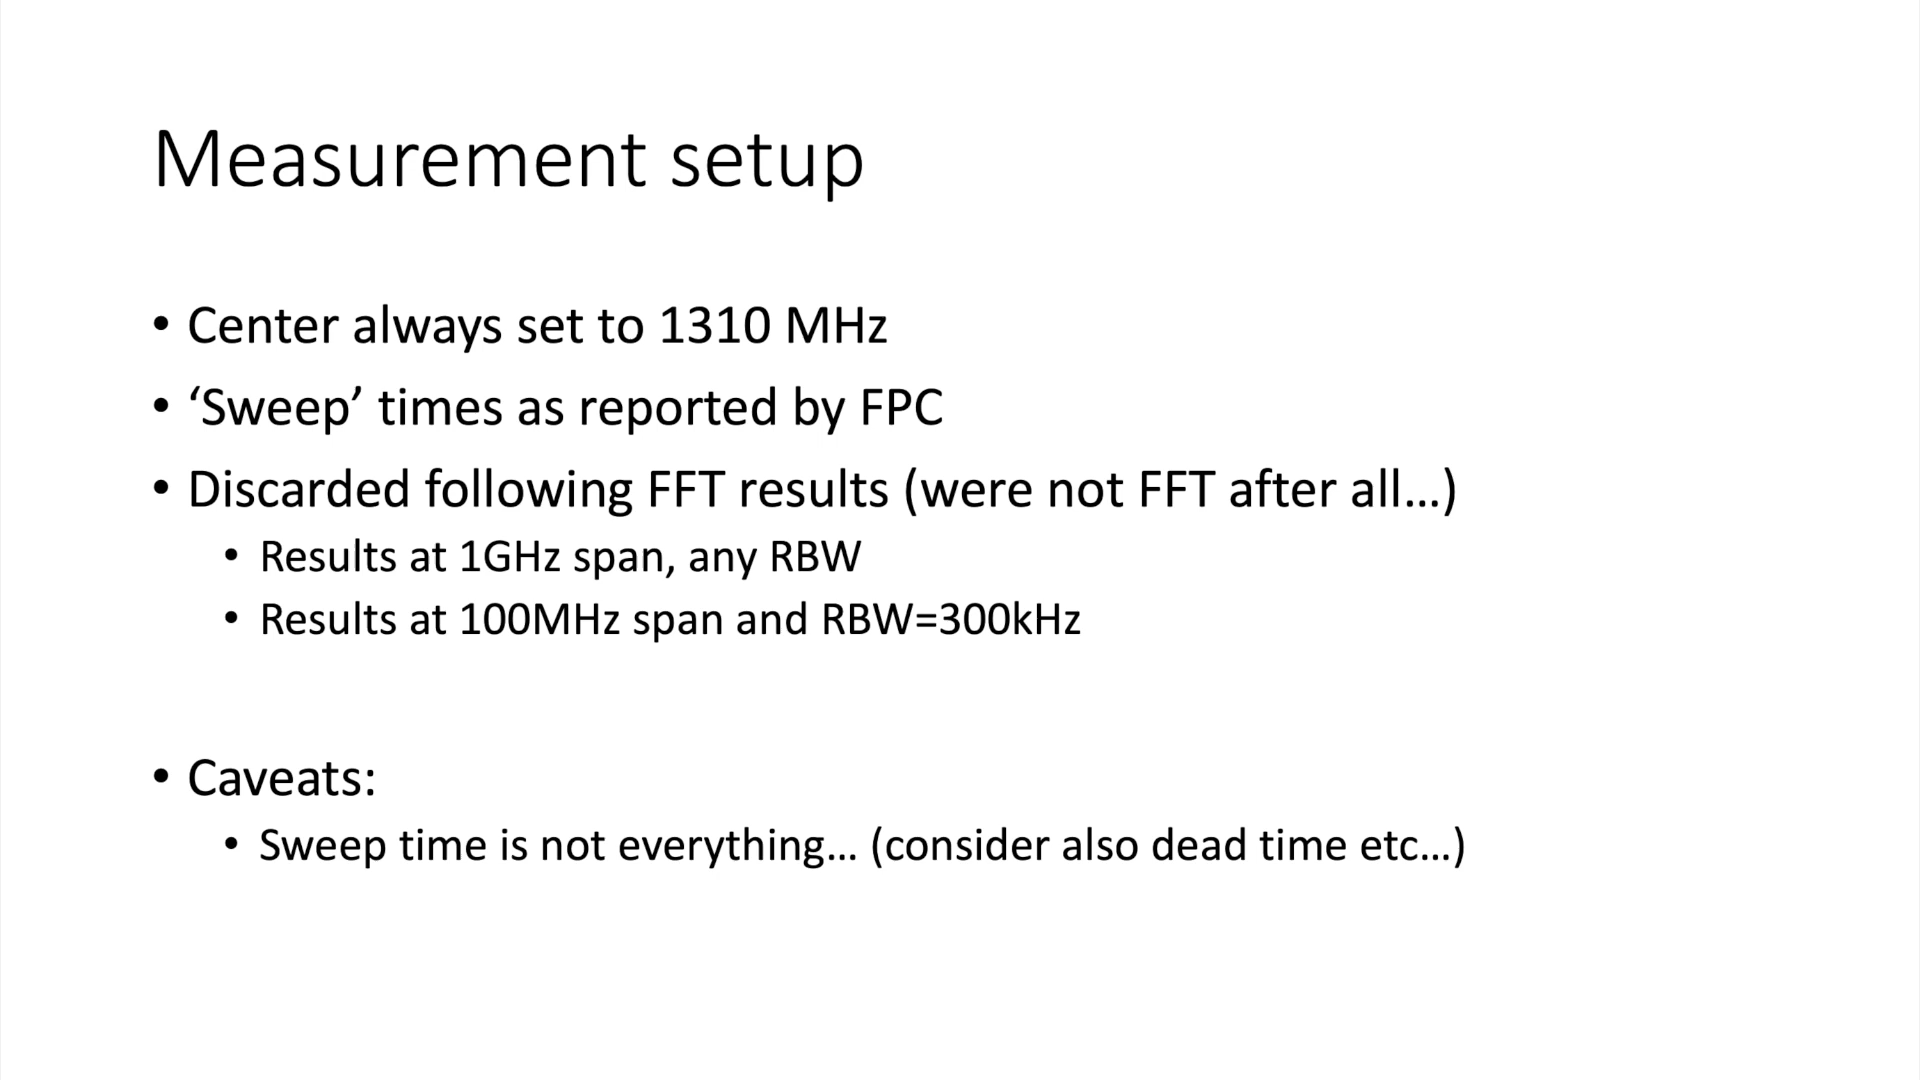 Measurement setup
• Center always set to 1310 MHz
• ‘Sweep’ times as reported by FPC
• Discarded following FFT results (were not FFT after all…)
• Results at 1GHz span, any RBW
• Results at 100MHz span and RBW=300kHz
• Caveats:
• Sweep time is not everything… (consider also dead time etc…)